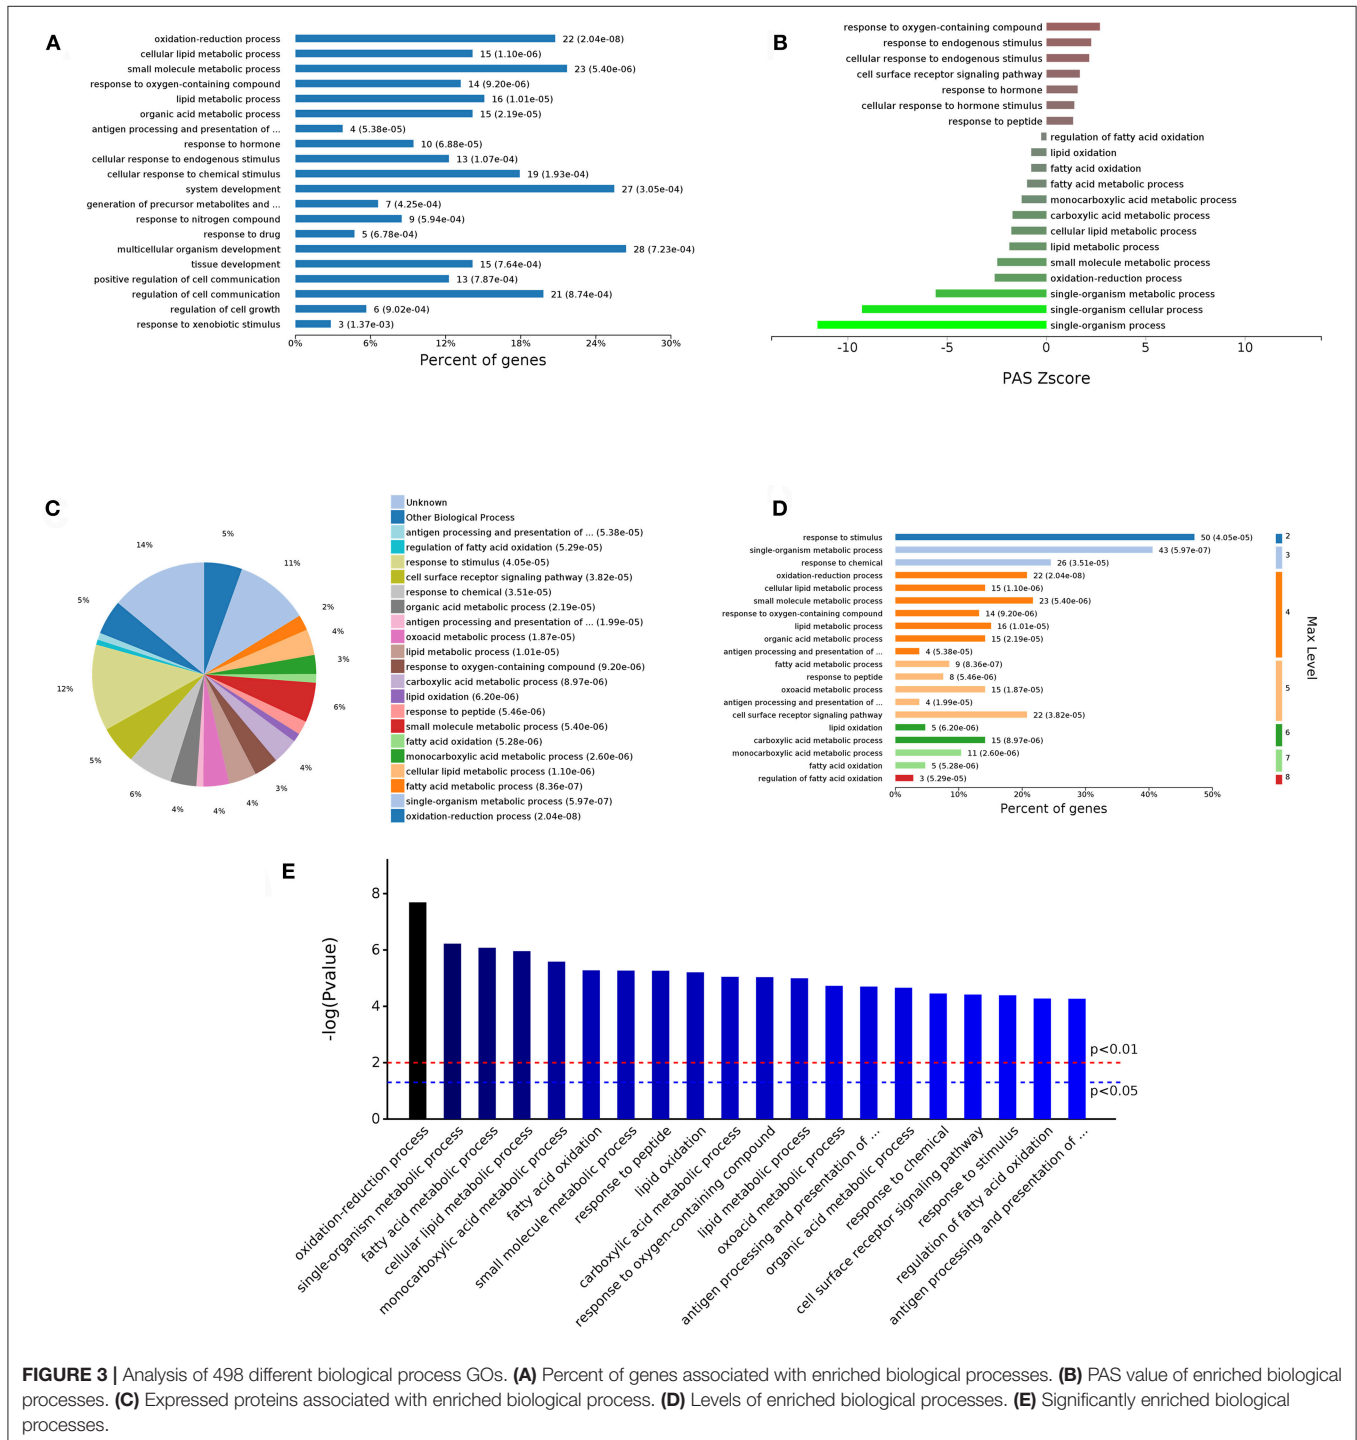 A
oxidation-reduction process 22 (2.04e-08)
cellular lipid metabolic process 15 (1.10e-06)
small molecule metabolic process 23 (5.40e-06)
response to oxygen-containing compound 14 (9.20e-06)
lipid metabolic process 16 (1.01e-05)
organic acid metabolic process 15 (2.19e-05)
antigen processing and presentation of ... 4 (5.38e-05)
response to hormone 10 (6.88e-05)
cellular response to endogenous stimulus 13 (1.07e-04)
cellular response to chemical stimulus 19 (1.93e-04)
system development 27 (3.05e-04)
generation of precursor metabolites and ... 7 (4.25e-04)
response to nitrogen compound 9 (5.94e-04)
response to drug 5 (6.78e-04)
multicellular organism development 28 (7.23e-04)
tissue development 15 (7.64e-04)
positive regulation of cell communication 13 (7.87e-04)
regulation of cell communication 21 (8.74e-04)
regulation of cell growth 6 (9.02e-04)
response to xenobiotic stimulus 3 (1.37e-03)
0% 6% 12% 18% 24% 30%
Percent of genes
B
response to oxygen-containing compound
response to endogenous stimulus
cellular response to endogenous stimulus
cell surface receptor signaling pathway
response to hormone
cellular response to hormone stimulus
response to peptide
regulation of fatty acid oxidation
lipid oxidation
fatty acid oxidation
fatty acid metabolic process
monocarboxylic acid metabolic process
carboxylic acid metabolic process
cellular lipid metabolic process
lipid metabolic process
small molecule metabolic process
oxidation-reduction process
single-organism metabolic process
single-organism cellular process
single-organism process
-10 -5 0 5 10
PAS Zscore
C
5%
11%
2%
4%
3%
6%
4%
3%
4%
4%
4%
6%
5%
12%
5%
14%
Unknown
Other Biological Process
antigen processing and presentation of ... (5.38e-05)
regulation of fatty acid oxidation (5.29e-05)
response to stimulus (4.05e-05)
cell surface receptor signaling pathway (3.82e-05)
response to chemical (3.51e-05)
organic acid metabolic process (2.19e-05)
antigen processing and presentation of ... (1.99e-05)
oxoacid metabolic process (1.87e-05)
lipid metabolic process (1.01e-05)
response to oxygen-containing compound (9.20e-06)
carboxylic acid metabolic process (8.97e-06)
lipid oxidation (6.20e-06)
response to peptide (5.46e-06)
small molecule metabolic process (5.40e-06)
fatty acid oxidation (5.28e-06)
monocarboxylic acid metabolic process (2.60e-06)
cellular lipid metabolic process (1.10e-06)
fatty acid metabolic process (8.36e-07)
single-organism metabolic process (5.97e-07)
oxidation-reduction process (2.04e-08)
D
response to stimulus 50 (4.05e-05) 2
single-organism metabolic process 43 (5.97e-07) 3
response to chemical 26 (3.51e-05)
oxidation-reduction process 22 (2.04e-08)
cellular lipid metabolic process 15 (1.10e-06)
small molecule metabolic process 23 (5.40e-06)
response to oxygen-containing compound 14 (9.20e-06) 4
lipid metabolic process 16 (1.01e-05)
organic acid metabolic process 15 (2.19e-05)
antigen processing and presentation of ... 4 (5.38e-05)
fatty acid metabolic process 9 (8.36e-07)
response to peptide 8 (5.46e-06)
oxoacid metabolic process 15 (1.87e-05) 5
antigen processing and presentation of ... 4 (1.99e-05)
cell surface receptor signaling pathway 22 (3.82e-05)
lipid oxidation 5 (6.20e-06) 6
carboxylic acid metabolic process 15 (8.97e-06)
monocarboxylic acid metabolic process 11 (2.60e-06) 7
fatty acid oxidation 5 (5.28e-06)
regulation of fatty acid oxidation 3 (5.29e-05) 8
0% 10% 20% 30% 40% 50%
Percent of genes
Max Level
E
-log(Pvalue)
8
6
4
2
0
p<0.01
p<0.05
oxidation-reduction process
single-organism metabolic process
fatty acid metabolic process
cellular lipid metabolic process
monocarboxylic acid metabolic process
fatty acid oxidation
small molecule metabolic process
response to peptide
lipid oxidation
carboxylic acid metabolic process
response to oxygen-containing compound
lipid metabolic process
oxoacid metabolic process
antigen processing and presentation of ...
organic acid metabolic process
response to chemical
cell surface receptor signaling pathway
response to stimulus
regulation of fatty acid oxidation
antigen processing and presentation of ...
FIGURE 3 | Analysis of 498 different biological process GOs. (A) Percent of genes associated with enriched biological processes. (B) PAS value of enriched biological
processes. (C) Expressed proteins associated with enriched biological process. (D) Levels of enriched biological processes. (E) Significantly enriched biological
processes.